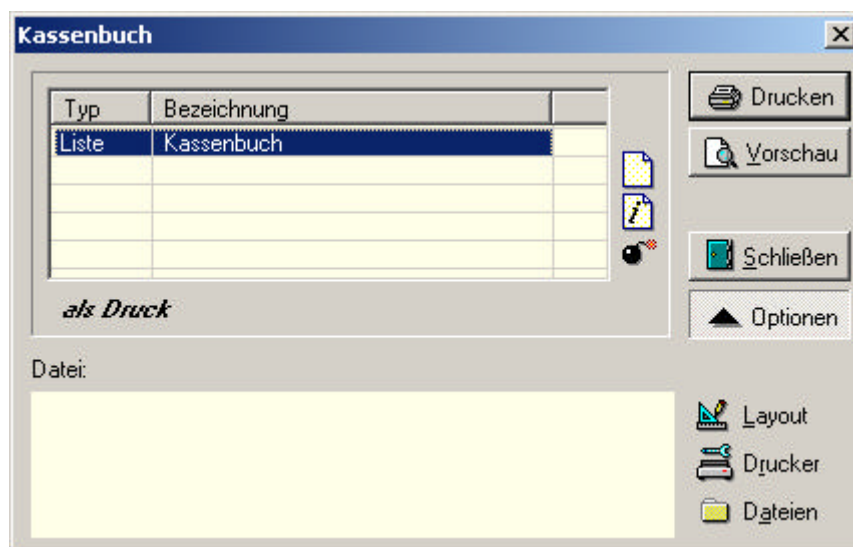 Kassenbuch
Typ Bezeichnung
Liste Kassenbuch
als Druck
Drucken
Vorschau
Schließen
Optionen
Datei:
Layout
Drucker
Dateien